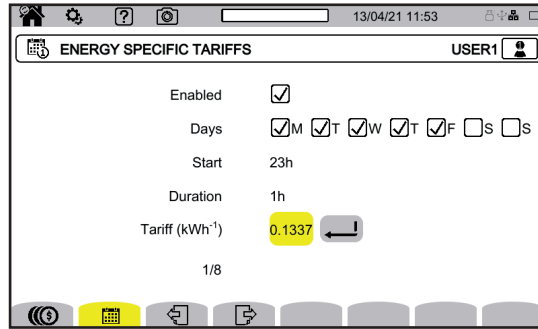 13/04/21 11:53
ENERGY SPECIFIC TARIFFS USER1
Enabled
Days M T W T F S S
Start 23h
Duration 1h
Tariff (kWh-1) 0.1337
1/8